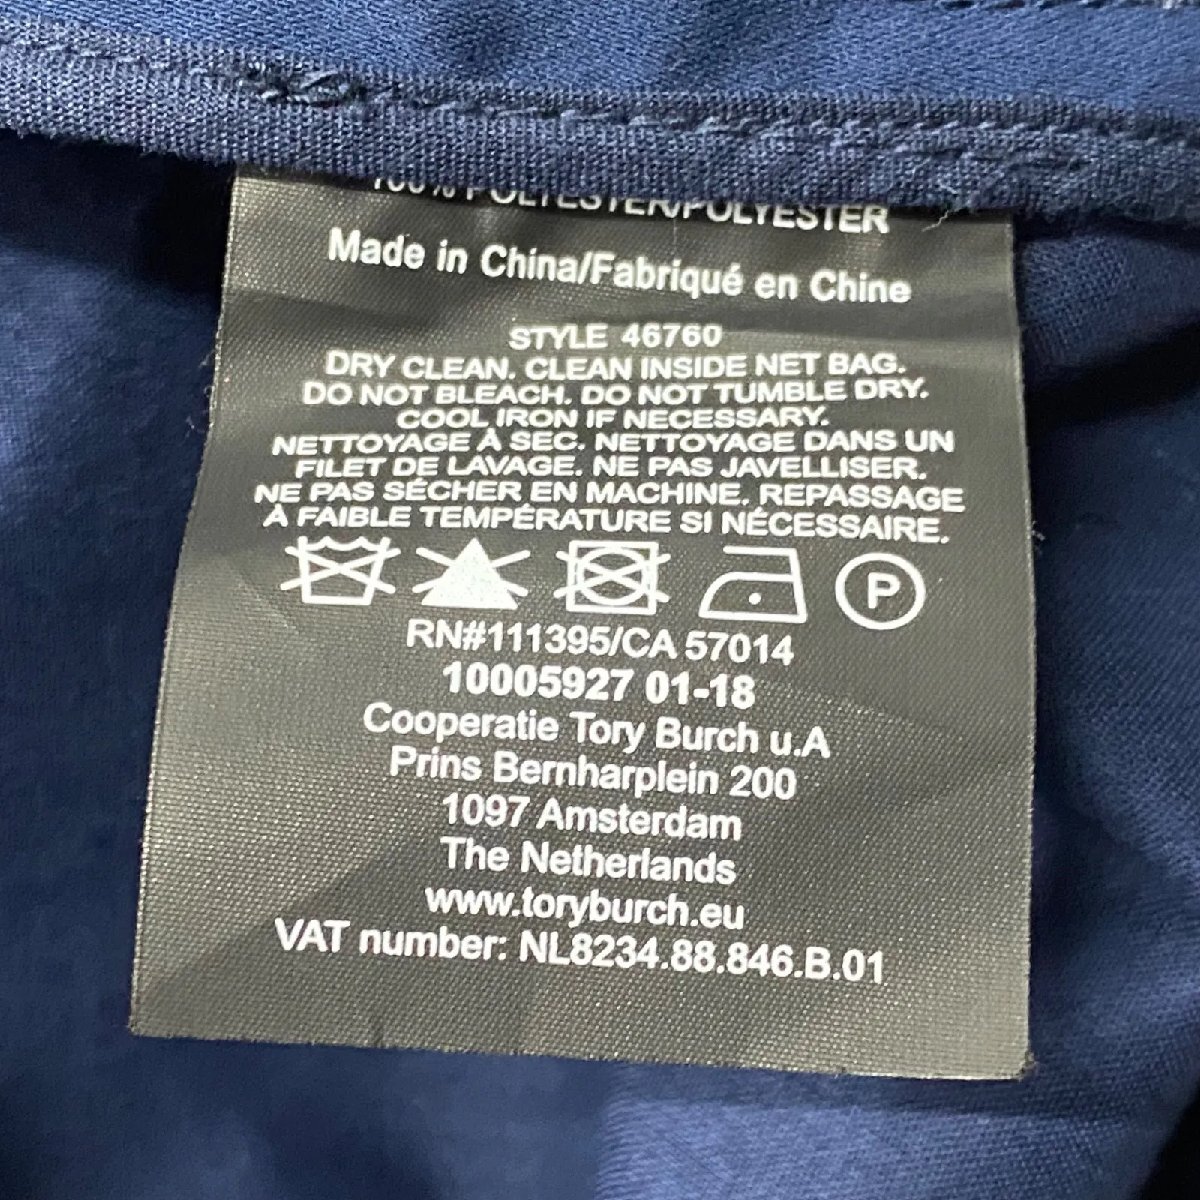 100% POLYESTER/POLYESTER
Made in China/Fabriqué en Chine
STYLE 46760
DRY CLEAN. CLEAN INSIDE NET BAG.
DO NOT BLEACH. DO NOT TUMBLE DRY.
COOL IRON IF NECESSARY.
NETTOYAGE À SEC. NETTOYAGE DANS UN
FILET DE LAVAGE. NE PAS JAVELLISER.
NE PAS SÉCHER EN MACHINE. REPASSAGE
À FAIBLE TEMPÉRATURE SI NÉCESSAIRE.
P
RN#111395/CA 57014
10005927 01-18
Cooperatie Tory Burch u.A
Prins Bernharplein 200
1097 Amsterdam
The Netherlands
www.toryburch.eu
VAT number: NL8234.88.846.B.01